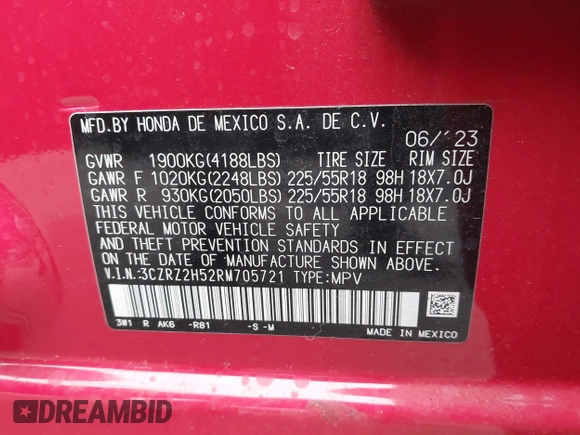 MFD.BY HONDA DE MEXICO S.A. DE C.V.
06/23
GVWR 1900KG(4188LBS) TIRE SIZE RIM SIZE
GAWR F 1020KG(2248LBS) 225/55R18 98H 18X7.0J
GAWR R 930KG(2050LBS) 225/55R18 98H 18X7.0J
THIS VEHICLE CONFORMS TO ALL APPLICABLE
FEDERAL MOTOR VEHICLE SAFETY
AND THEFT PREVENTION STANDARDS IN EFFECT
ON THE DATE OF MANUFACTURE SHOWN ABOVE.
V.I.N:3CZRZ2H52RM705721 TYPE:MPV
3W1 R AK6 -R81 -S -M
MADE IN MEXICO
DREAMBID